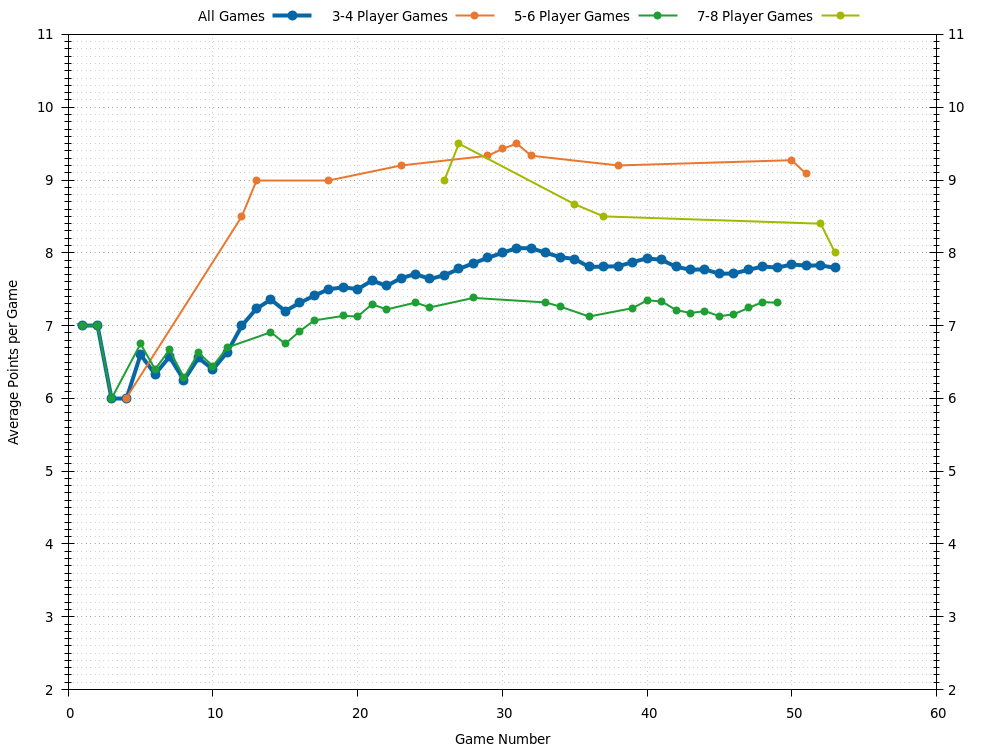 All Games 3-4 Player Games 5-6 Player Games 7-8 Player Games
11 11
10 10
9 9
8 8
7 7
6 6
5 5
4 4
3 3
2 2
Average Points per Game
0 10 20 30 40 50 60
Game Number